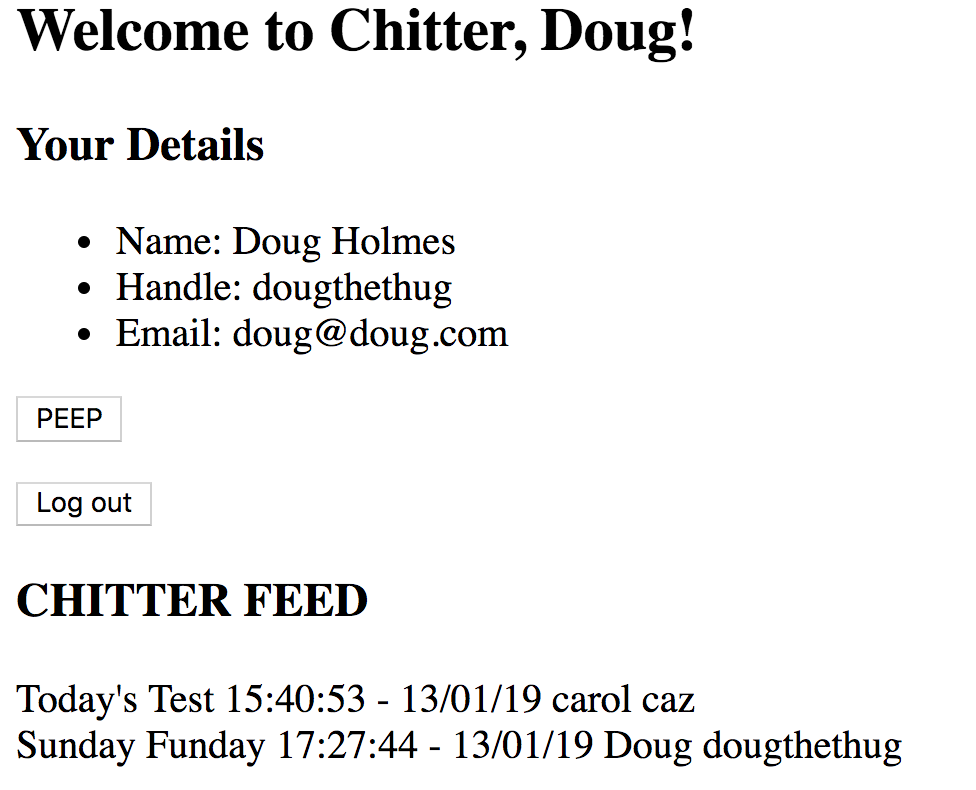 Welcome to Chitter, Doug!
Your Details
Name: Doug Holmes
Handle: dougthethug
Email: doug@doug.com
PEEP
Log out
CHITTER FEED
Today's Test 15:40:53 - 13/01/19 carol caz
Sunday Funday 17:27:44 - 13/01/19 Doug dougthethug